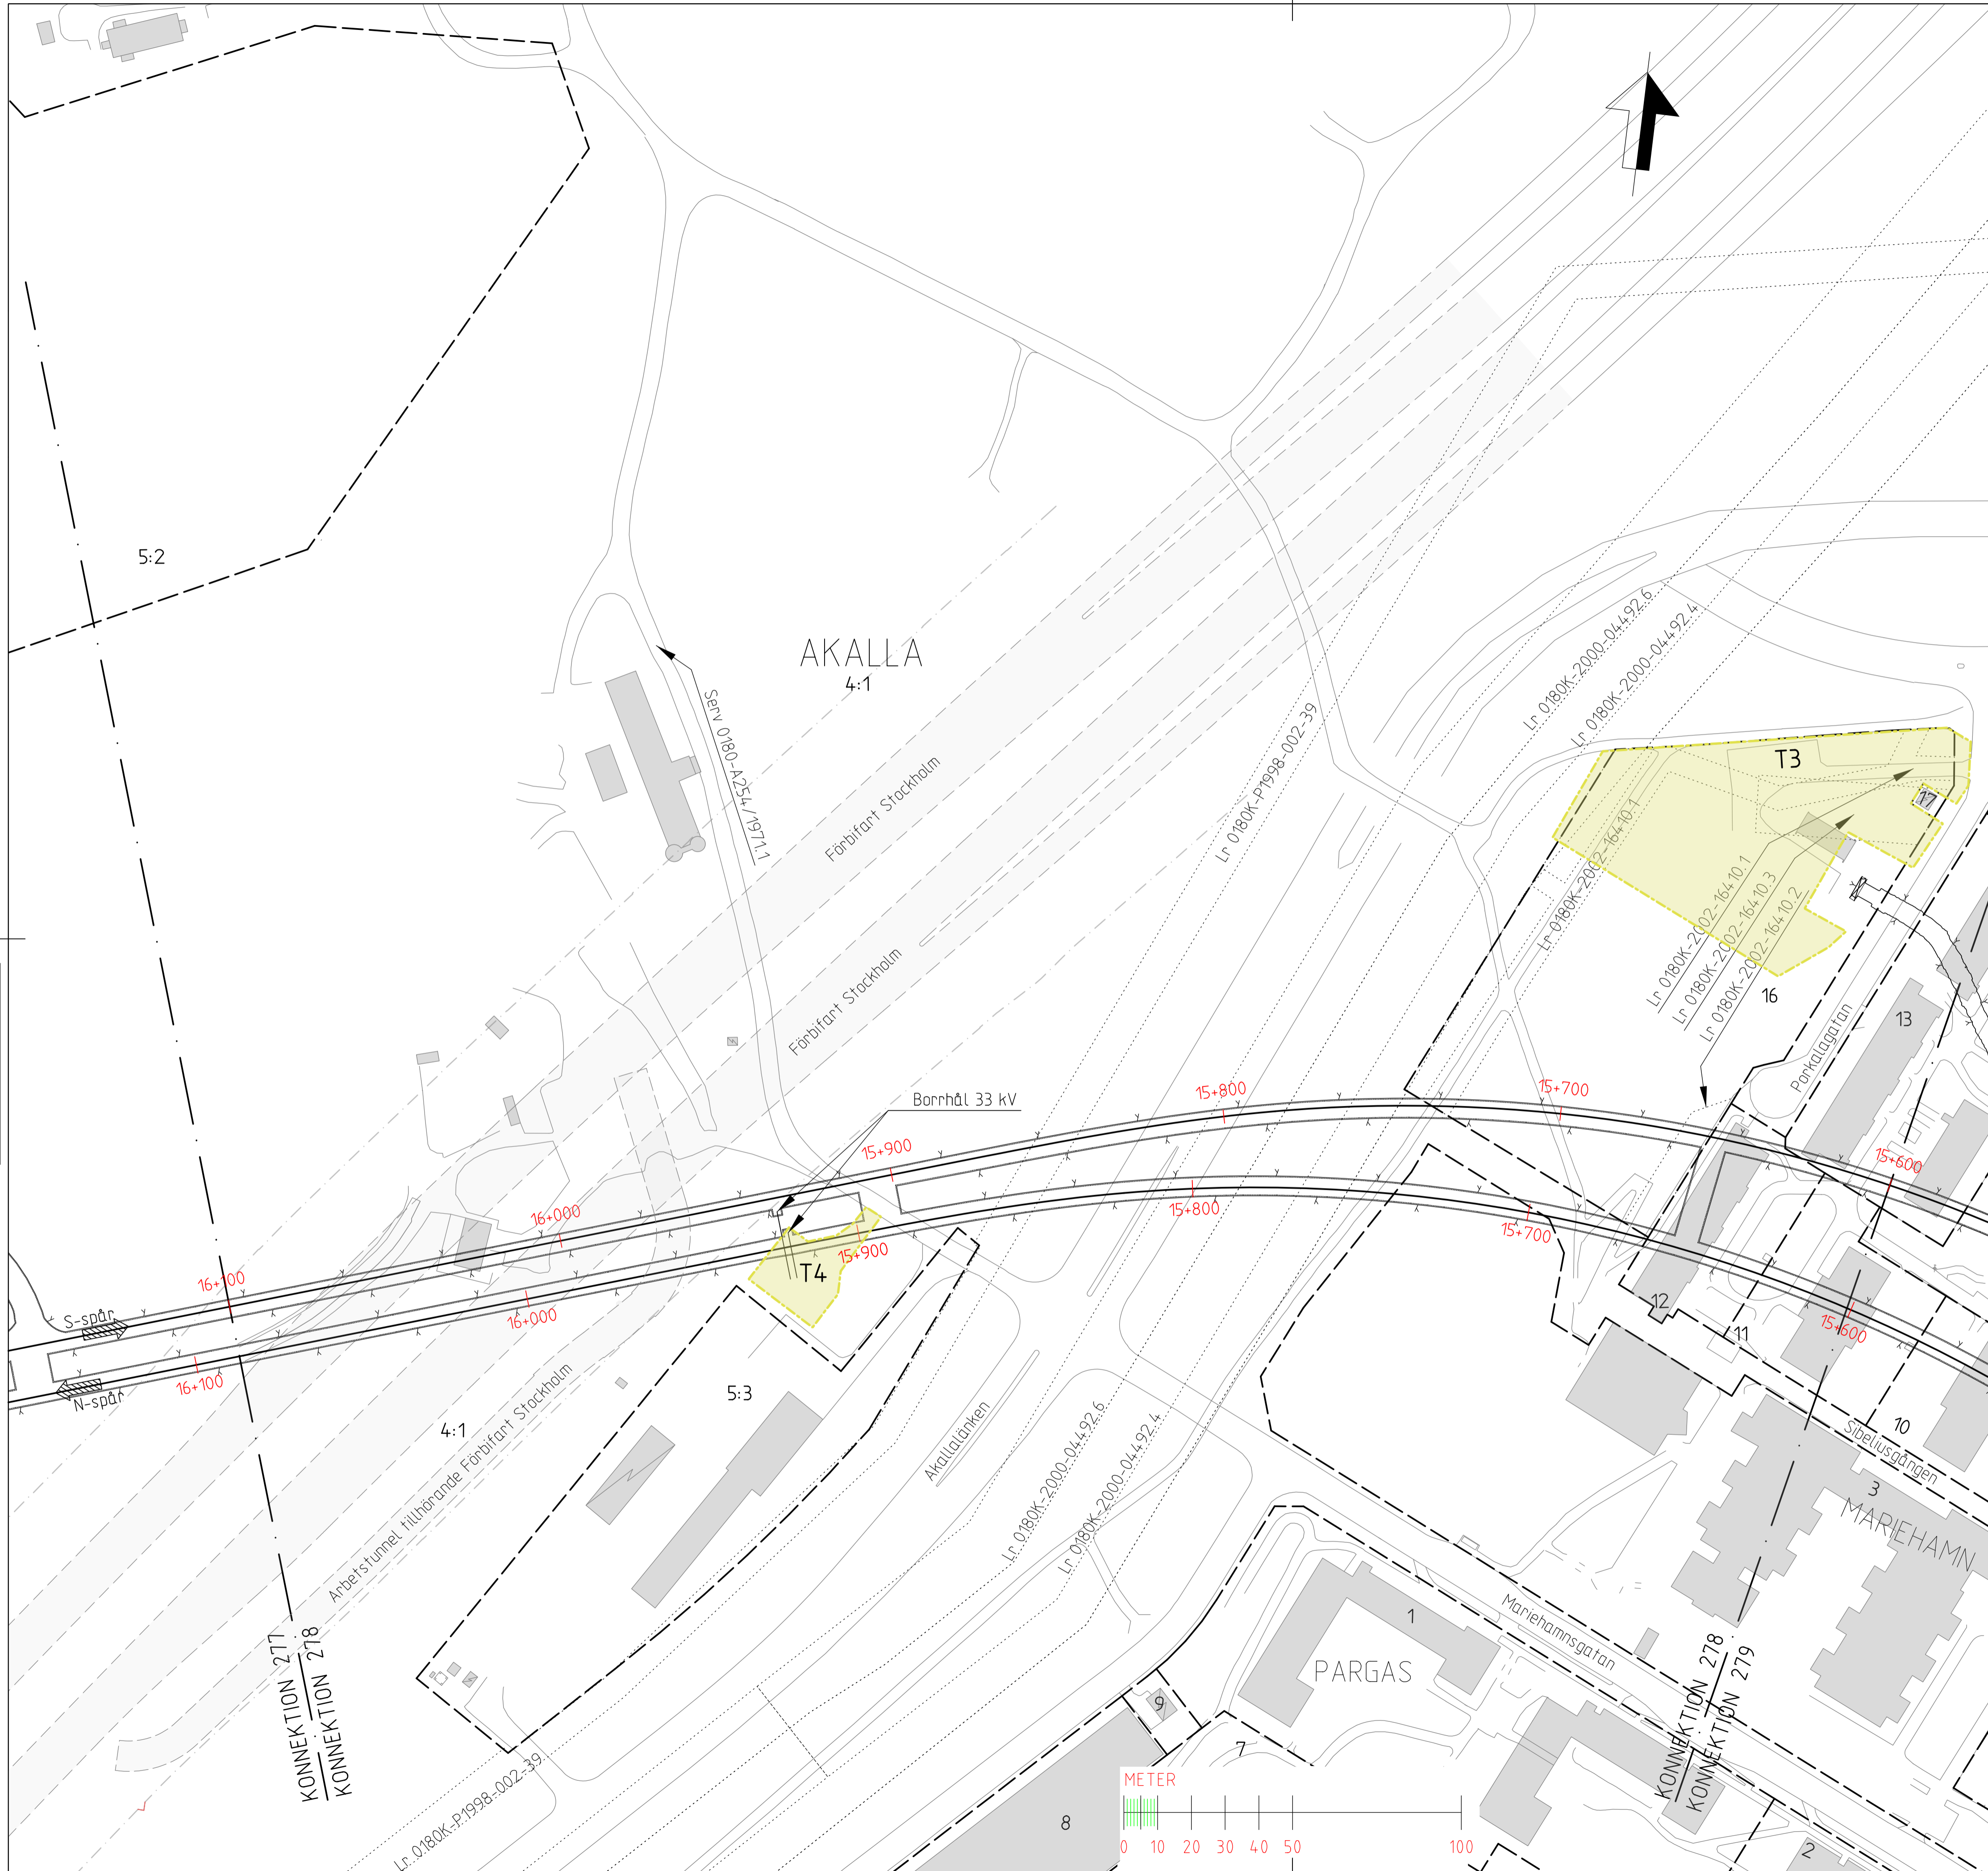 5:2
AKALLA
4:1
Serv 0180-A254/1971.1
Förbifart Stockholm
Förbifart Stockholm
Lr 0180K-P1998-002-39
Lr 0180K-2000-04492.6
Lr 0180K-2000-04492.4
T3
17
Lr 0180K-2002-16410.1
Lr 0180K-2002-16410.1
Lr 0180K-2002-16410.3
Lr 0180K-2002-16410.2
16
13
Porkalagatan
Borrhål 33 kV
15+900
15+800
15+700
15+600
16+000
16+100
15+900
15+800
15+700
15+600
T4
16+000
16+100
S-spår
N-spår
12
11
10
Sibeliusgången
3
MARIEHAMN
5:3
4:1
Akallalänken
Arbetstunnel tillhörande Förbifart Stockholm
Lr 0180K-2000-04492.6
Lr 0180K-2000-04492.4
1
Mariehamnsgatan
PARGAS
KONNEKTION 277
KONNEKTION 278
KONNEKTION 278
KONNEKTION 279
9
7
8
2
Lr 0180K-P1998-002-39
METER
0 10 20 30 40 50 100